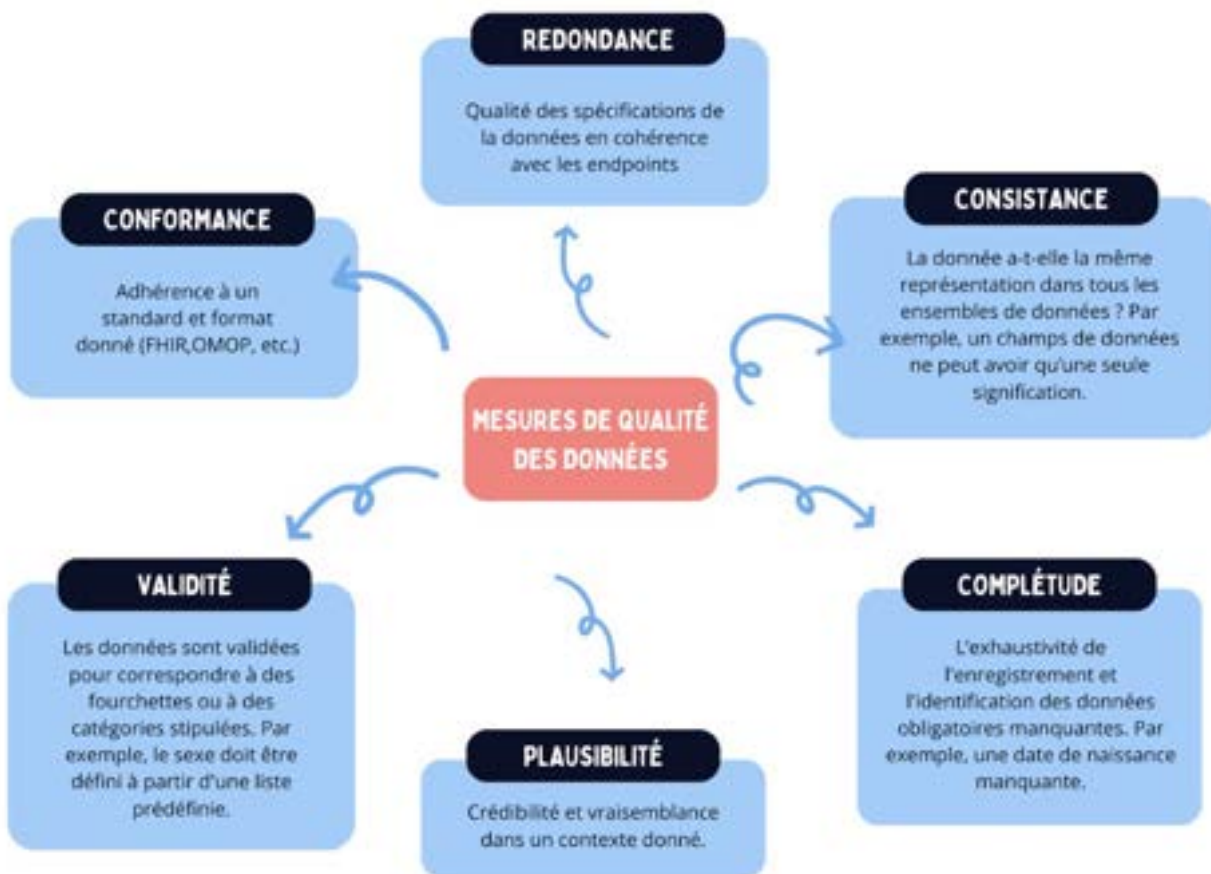 REDONDANCE
Qualité des spécifications de
la données en cohérence
avec les endpoints
CONFORMANCE
Adhérence à un
standard et format
donné (FHIR,OMOP, etc.)
CONSISTANCE
La donnée a-t-elle la même
représentation dans tous les
ensembles de données ? Par
exemple, un champs de données
ne peut avoir qu'une seule
signification.
MESURES DE QUALITÉ
DES DONNÉES
VALIDITÉ
Les données sont validées
pour correspondre à des
fourchettes ou à des
catégories stipulées. Par
exemple, le sexe doit être
défini à partir d'une liste
prédéfinie.
PLAUSIBILITÉ
Crédibilité et vraisemblance
dans un contexte donné.
COMPLÉTUDE
L'exhaustivité de
l'enregistrement et
l'identification des données
obligatoires manquantes. Par
exemple, une date de naissance
manquante.